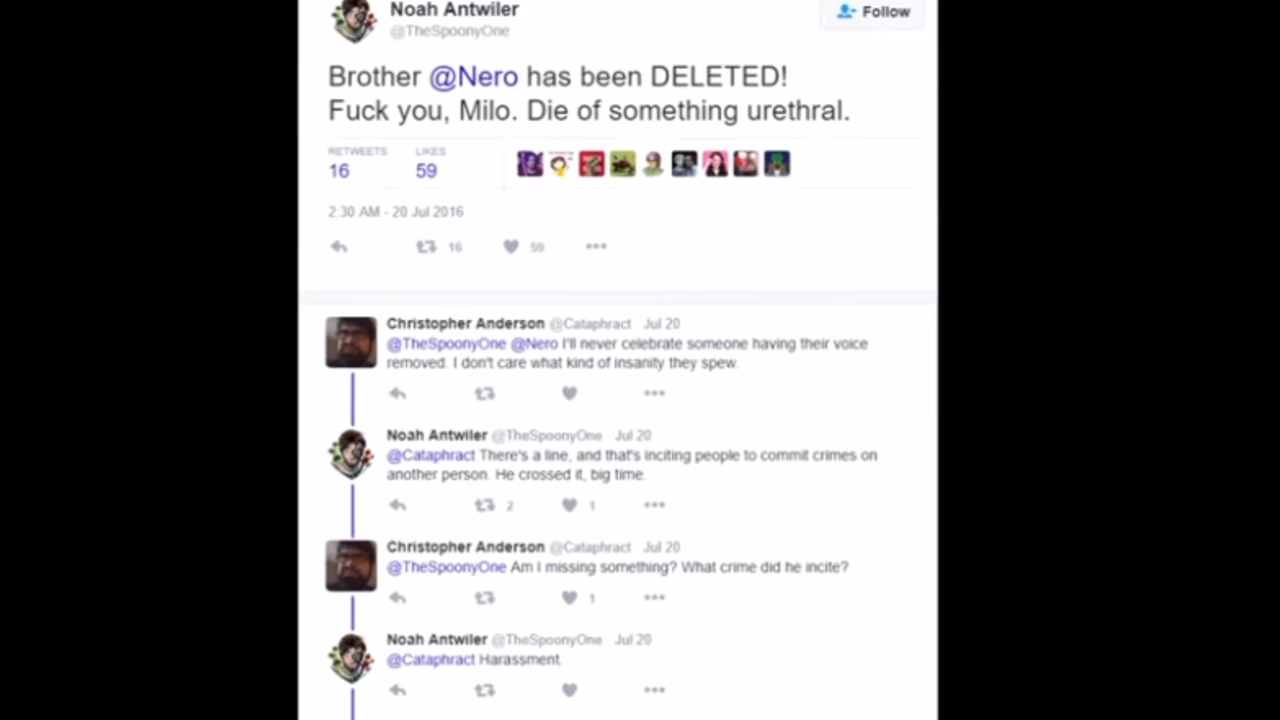 Noah Antwiler
@TheSpoonyOne
Follow
Brother @Nero has been DELETED!
Fuck you, Milo. Die of something urethral.
RETWEETS LIKES
16 59
2:30 AM - 20 Jul 2016
16 59
Christopher Anderson @Cataphract · Jul 20
@TheSpoonyOne @Nero I'll never celebrate someone having their voice
removed. I don't care what kind of insanity they spew.
Noah Antwiler @TheSpoonyOne · Jul 20
@Cataphract There's a line, and that's inciting people to commit crimes on
another person. He crossed it, big time.
2 1
Christopher Anderson @Cataphract · Jul 20
@TheSpoonyOne Am I missing something? What crime did he incite?
1
Noah Antwiler @TheSpoonyOne · Jul 20
@Cataphract Harassment.